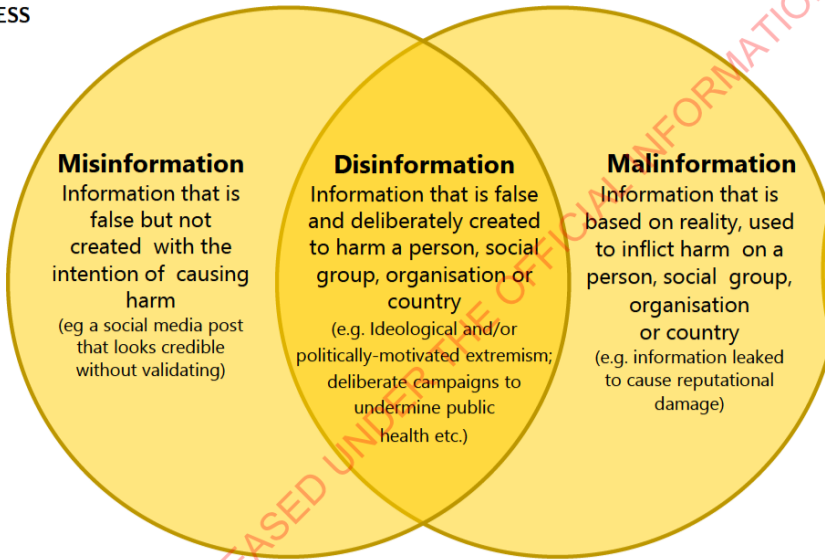 ESS
Misinformation
Information that is
false but not
created with the
intention of causing
harm
(eg a social media post
that looks credible
without validating)
Disinformation
Information that is false
and deliberately created
to harm a person, social
group, organisation or
country
(e.g. Ideological and/or
politically-motivated extremism;
deliberate campaigns to
undermine public
health etc.)
Malinformation
Information that is
based on reality, used
to inflict harm on a
person, social group,
organisation
or country
(e.g. information leaked
to cause reputational
damage)
EASED UNDER THE OFFICIAL INFORMATION